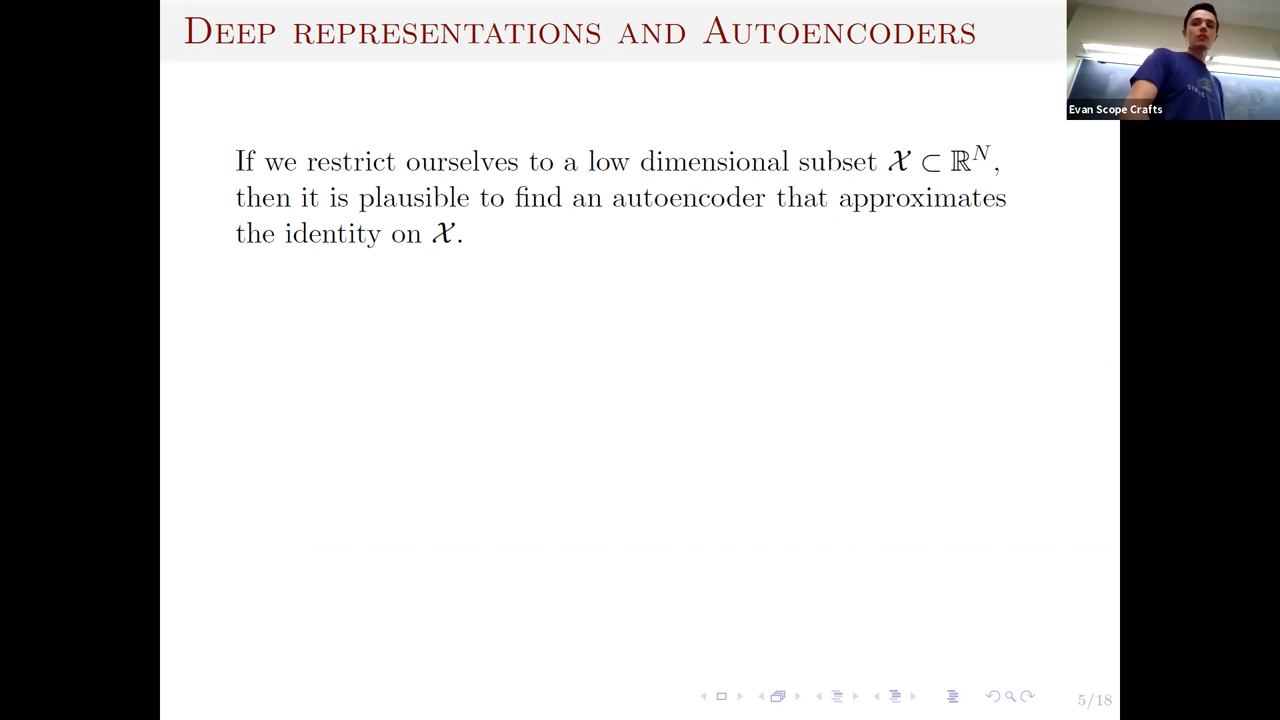 Deep representations and Autoencoders
Evan Scope Crafts
If we restrict ourselves to a low dimensional subset 𝒳 ⊂ ℝ^N,
then it is plausible to find an autoencoder that approximates
the identity on 𝒳.
5/18